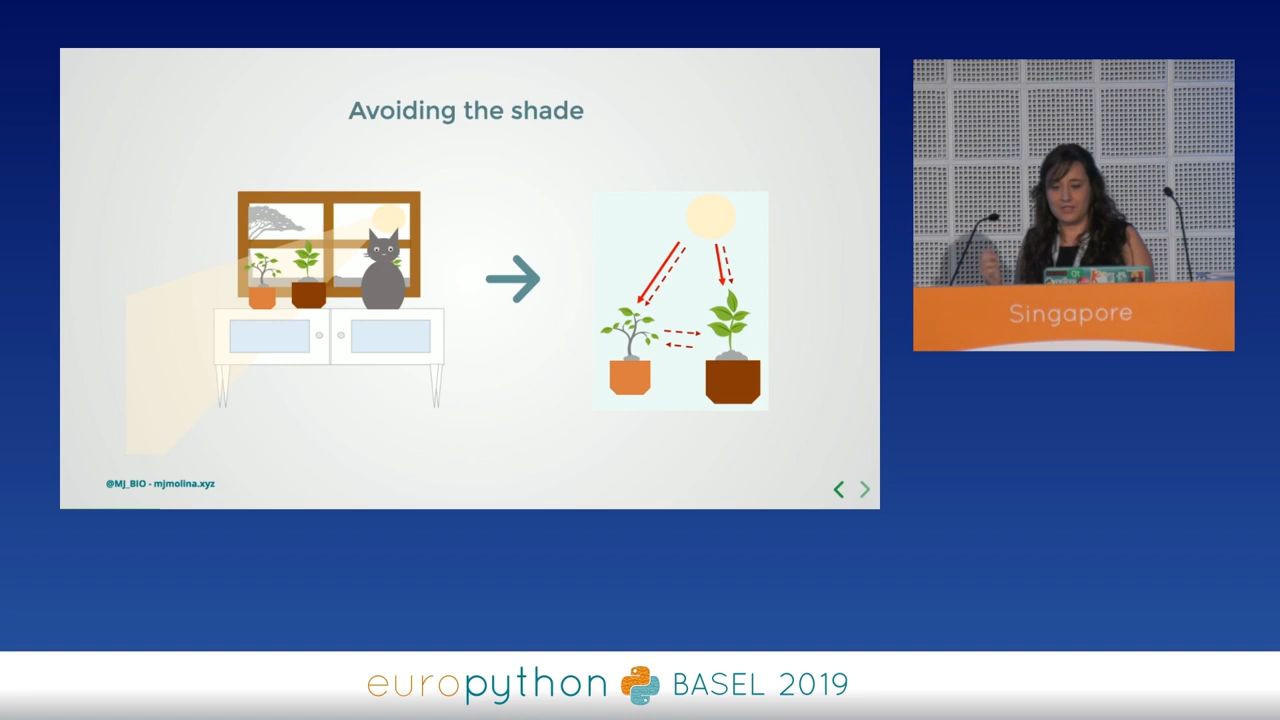 Avoiding the shade
@MJ_BIO - mjmolina.xyz
Singapore
europython BASEL 2019